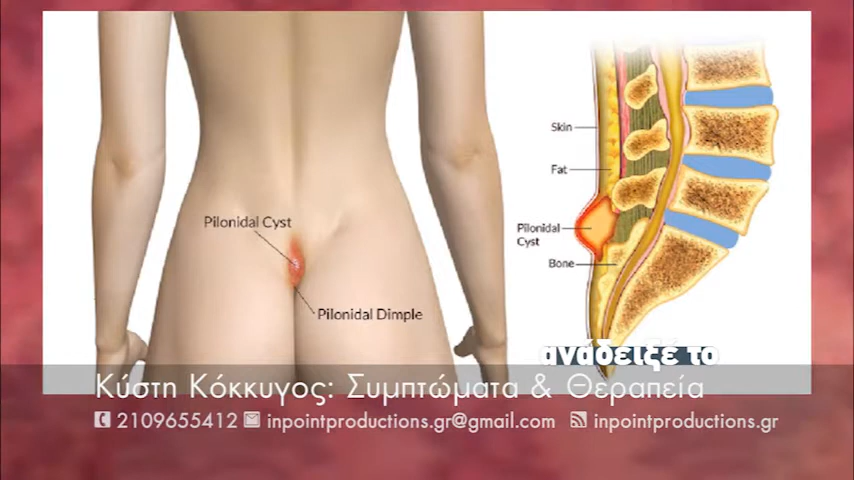 Pilonidal Cyst
Pilonidal Dimple
Skin
Fat
Pilonidal
Cyst
Bone
ανάδειξέ το
Κύστη Κόκκυγος: Συμπτώματα & Θεραπεία
2109655412 inpointproductions.gr@gmail.com inpointproductions.gr